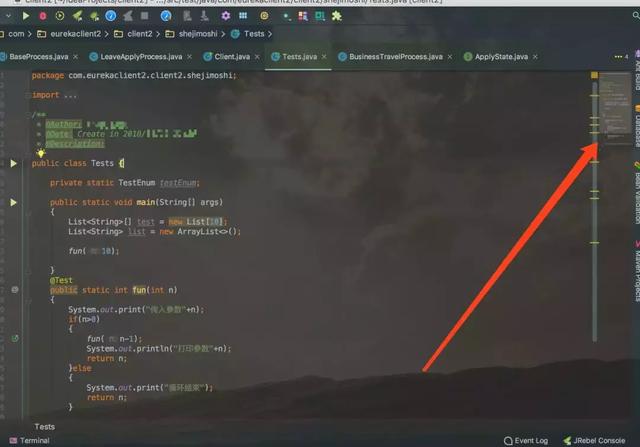 client2 [~/IdeaProjects/client2] - .../src/test/java/com/eurekaclient2/client2/shejimoshi/Tests.java [client2]
com eurekaclient2 client2 shejimoshi Tests
BaseProcess.java LeaveApplyProcess.java Client.java Tests.java BusinessTravelProcess.java ApplyState.java 4
package com.eurekaclient2.client2.shejimoshi;
import ...
/**
* @Author:
* @Date: Create in 2018/
* @Description:
public class Tests {
private static TestEnum testEnum;
public static void main(String[] args)
{
List<String>[] test = new List[10];
List<String> list = new ArrayList<>();
fun( n: 10);
}
@Test
public static int fun(int n)
{
System.out.print("传入参数"+n);
if(n>0)
{
fun( n: n-1);
System.out.println("打印参数"+n);
return n;
}else
{
System.out.print("循环结束");
return n;
}
Tests
Terminal Event Log JRebel Console
Ant Build
Database
Bean Validation
Maven Projects